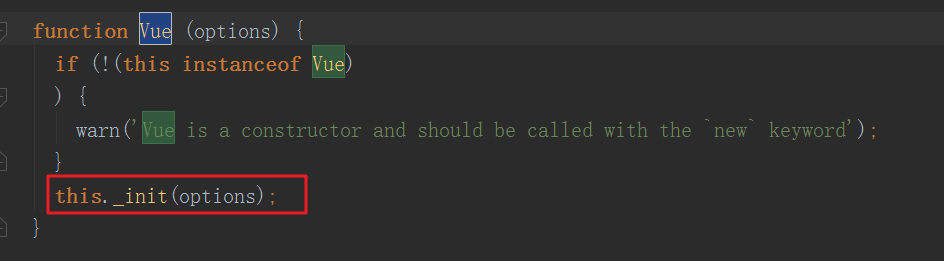 function Vue (options) {
if (!(this instanceof Vue)
) {
warn('Vue is a constructor and should be called with the `new` keyword');
}
this._init(options);
}